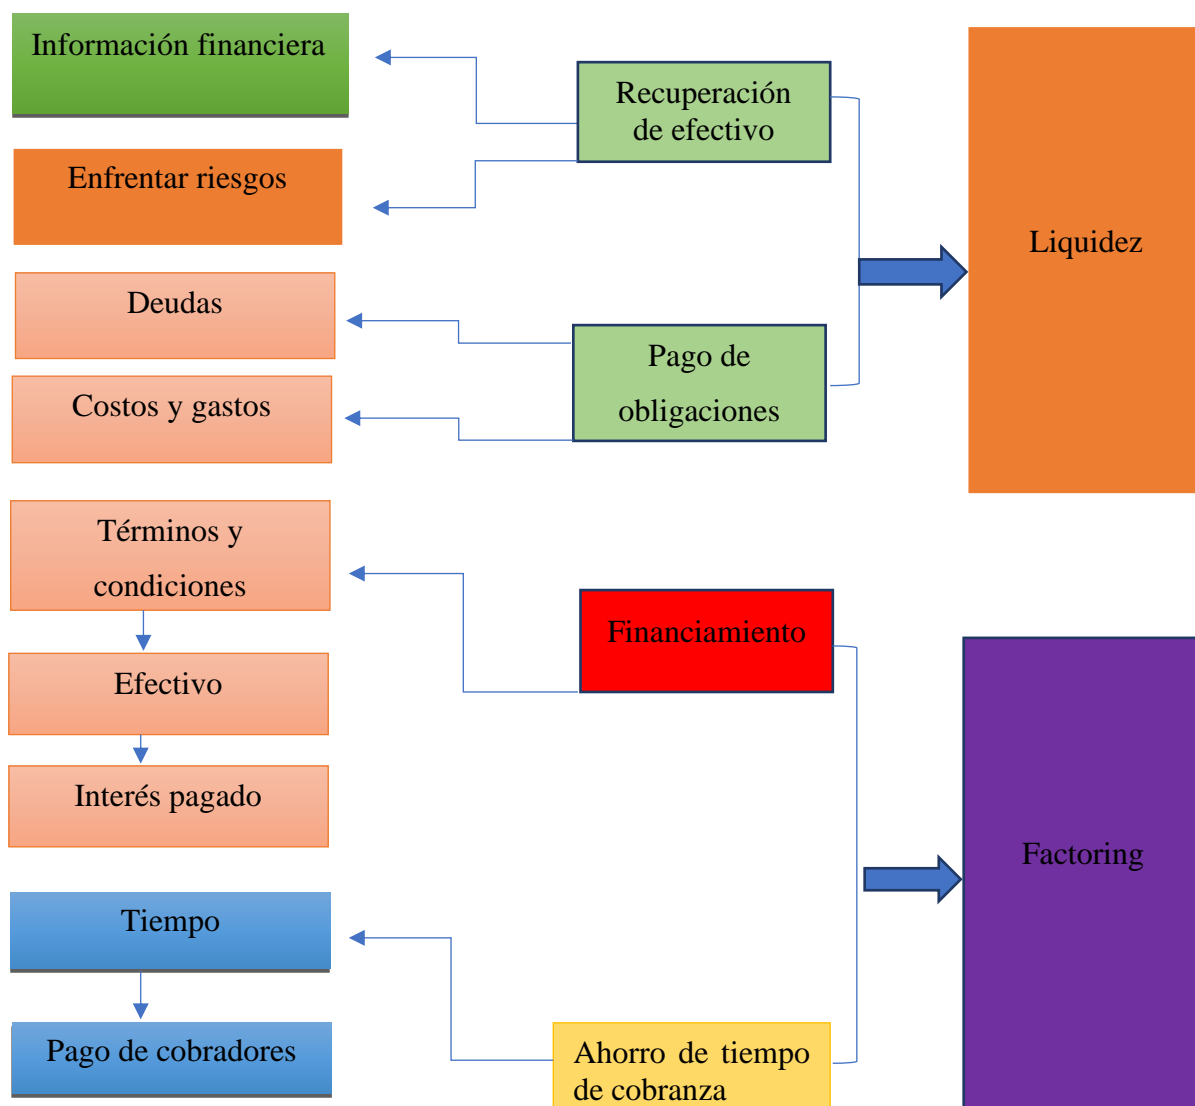 Información financiera
Recuperación
de efectivo
Enfrentar riesgos
Liquidez
Deudas
Pago de
obligaciones
Costos y gastos
Términos y
condiciones
Financiamiento
Efectivo
Interés pagado
Factoring
Tiempo
Pago de cobradores
Ahorro de tiempo
de cobranza